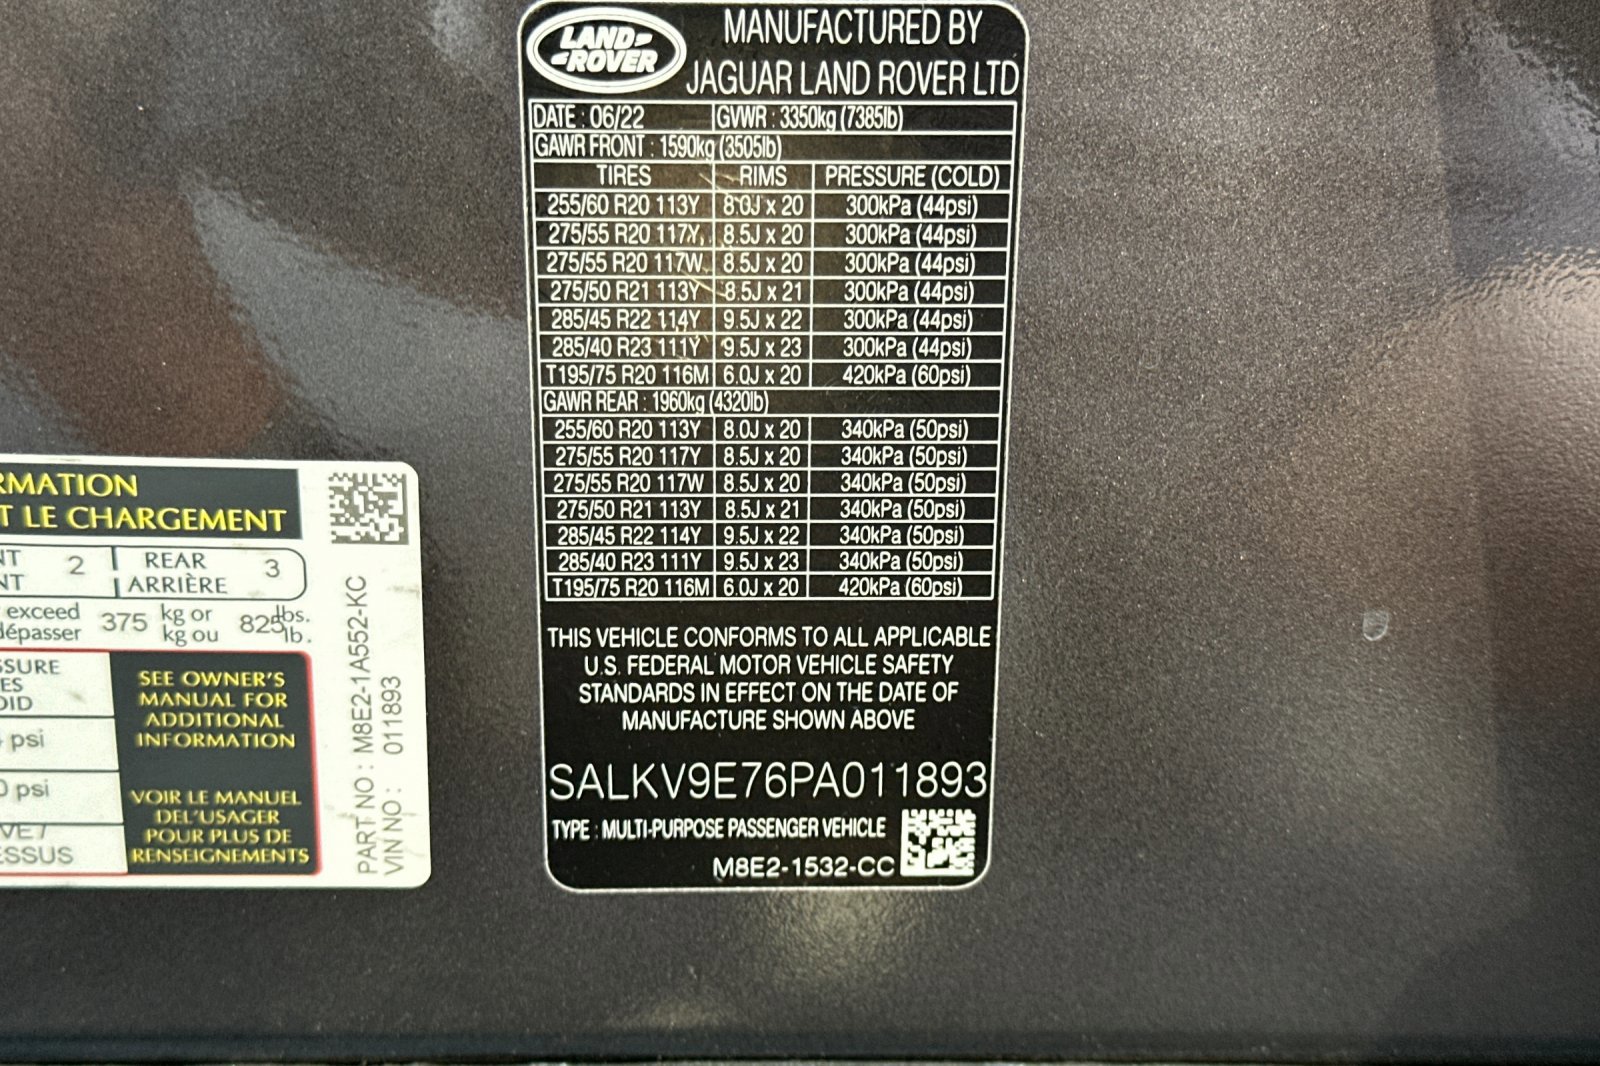 LAND-
-ROVER
MANUFACTURED BY
JAGUAR LAND ROVER LTD
DATE : 06/22 GVWR : 3350kg (7385lb)
GAWR FRONT : 1590kg (3505lb)
TIRES RIMS PRESSURE (COLD)
255/60 R20 113Y 8.0J x 20 300kPa (44psi)
275/55 R20 117Y 8.5J x 20 300kPa (44psi)
275/55 R20 117W 8.5J x 20 300kPa (44psi)
275/50 R21 113Y 8.5J x 21 300kPa (44psi)
285/45 R22 114Y 9.5J x 22 300kPa (44psi)
285/40 R23 111Y 9.5J x 23 300kPa (44psi)
T195/75 R20 116M 6.0J x 20 420kPa (60psi)
GAWR REAR : 1960kg (4320lb)
255/60 R20 113Y 8.0J x 20 340kPa (50psi)
275/55 R20 117Y 8.5J x 20 340kPa (50psi)
275/55 R20 117W 8.5J x 20 340kPa (50psi)
275/50 R21 113Y 8.5J x 21 340kPa (50psi)
285/45 R22 114Y 9.5J x 22 340kPa (50psi)
285/40 R23 111Y 9.5J x 23 340kPa (50psi)
T195/75 R20 116M 6.0J x 20 420kPa (60psi)
THIS VEHICLE CONFORMS TO ALL APPLICABLE
U.S. FEDERAL MOTOR VEHICLE SAFETY
STANDARDS IN EFFECT ON THE DATE OF
MANUFACTURE SHOWN ABOVE
SALKV9E76PA011893
TYPE : MULTI-PURPOSE PASSENGER VEHICLE
M8E2-1532-CC
RMATION
T LE CHARGEMENT
NT 2 REAR 3
NT ARRIÈRE
exceed 375 kg or 825 lbs.
dépasser kg ou lb.
SSURE
ES
OID
psi
0 psi
VE /
ESSUS
SEE OWNER'S
MANUAL FOR
ADDITIONAL
INFORMATION
VOIR LE MANUEL
DEL'USAGER
POUR PLUS DE
RENSEIGNEMENTS
PART NO : M8E2-1A552-KC
VIN NO : 011893